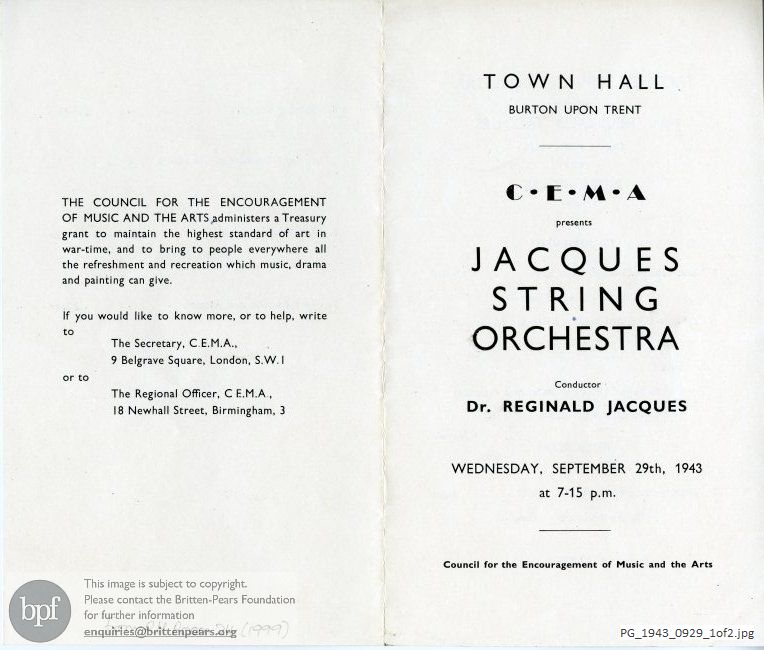 THE COUNCIL FOR THE ENCOURAGEMENT
OF MUSIC AND THE ARTS administers a Treasury
grant to maintain the highest standard of art in
war-time, and to bring to people everywhere all
the refreshment and recreation which music, drama
and painting can give.
If you would like to know more, or to help, write
to
The Secretary, C.E.M.A.,
9 Belgrave Square, London, S.W.1
or to
The Regional Officer, C E.M.A.,
18 Newhall Street, Birmingham, 3
TOWN HALL
BURTON UPON TRENT
C·E·M·A
presents
JACQUES
STRING
ORCHESTRA
Conductor
Dr. REGINALD JACQUES
WEDNESDAY, SEPTEMBER 29th, 1943
at 7-15 p.m.
Council for the Encouragement of Music and the Arts
bpf
This image is subject to copyright.
Please contact the Britten-Pears Foundation
for further information
enquiries@brittenpears.org
(1999)
PG_1943_0929_1of2.jpg